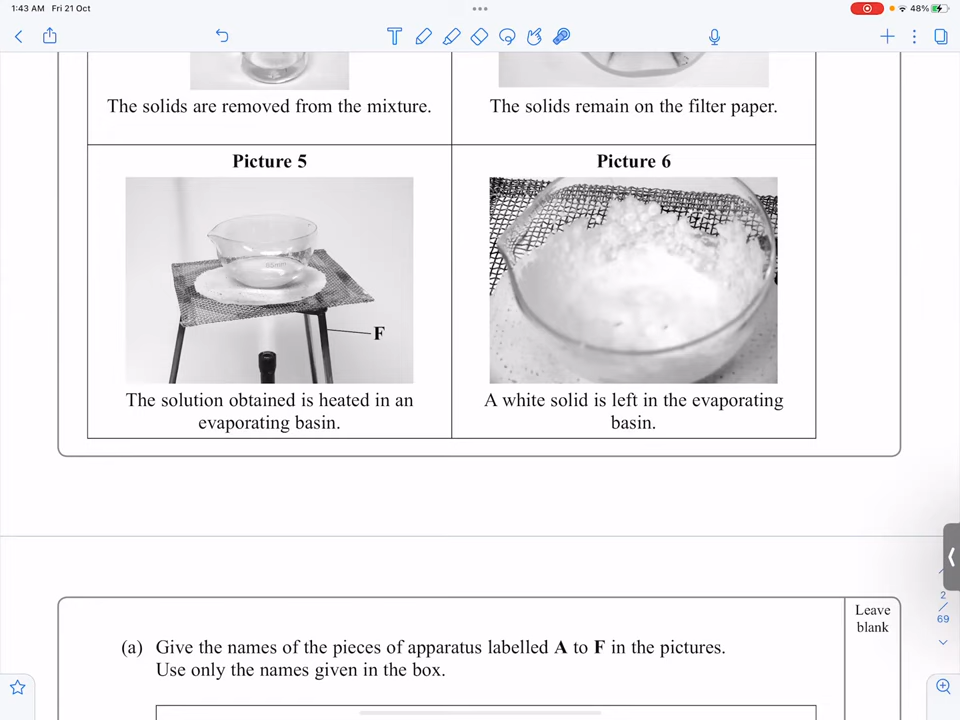 1:43 AM Fri 21 Oct
48%
The solids are removed from the mixture.
The solids remain on the filter paper.
Picture 5
Picture 6
F
The solution obtained is heated in an
evaporating basin.
A white solid is left in the evaporating
basin.
2
/
69
Leave
blank
(a) Give the names of the pieces of apparatus labelled A to F in the pictures.
Use only the names given in the box.